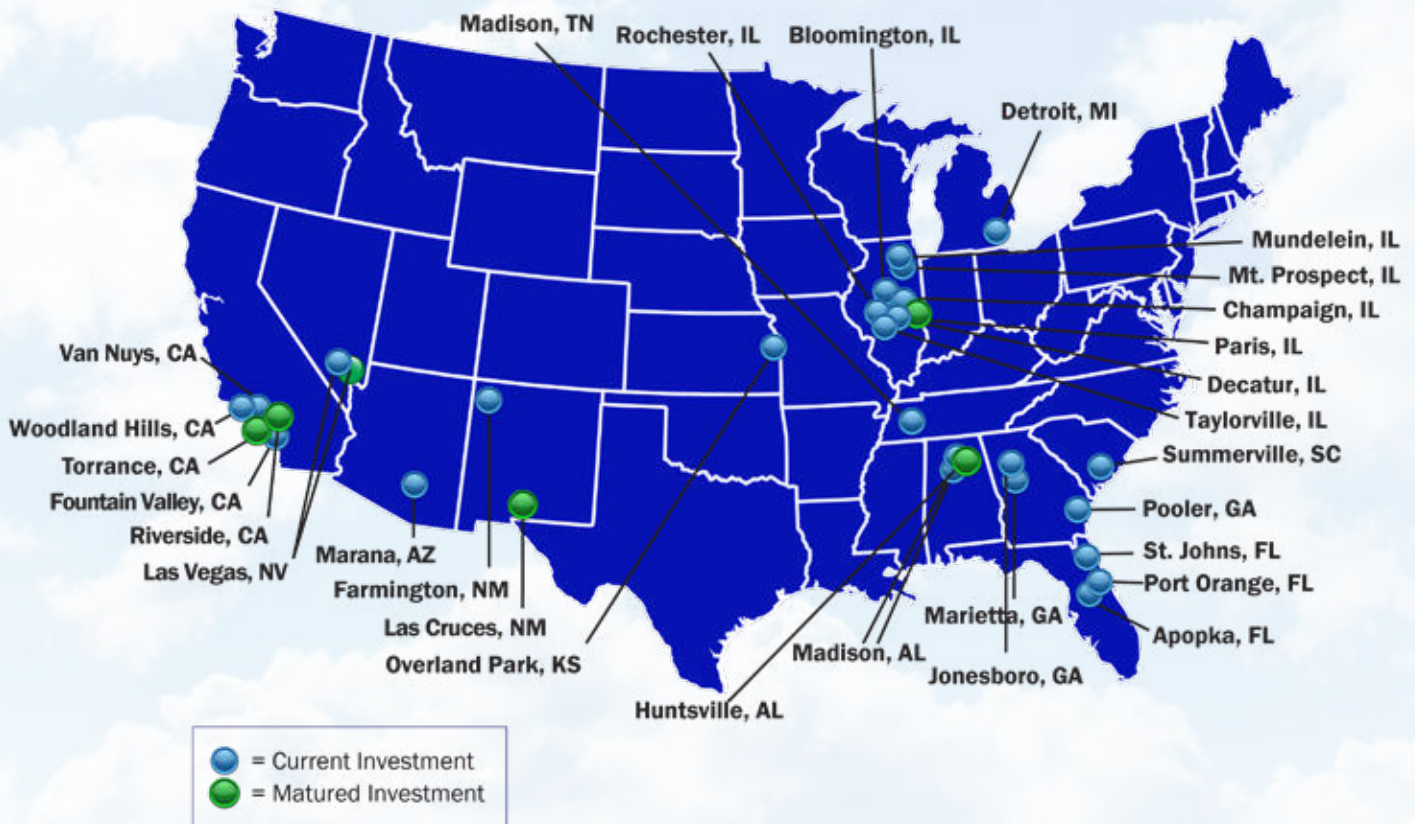 Madison, TN
Rochester, IL
Bloomington, IL
Detroit, MI
Mundelein, IL
Mt. Prospect, IL
Champaign, IL
Paris, IL
Decatur, IL
Taylorville, IL
Summerville, SC
Pooler, GA
St. Johns, FL
Port Orange, FL
Apopka, FL
Van Nuys, CA
Woodland Hills, CA
Torrance, CA
Fountain Valley, CA
Riverside, CA
Las Vegas, NV
Marana, AZ
Farmington, NM
Las Cruces, NM
Overland Park, KS
Huntsville, AL
Madison, AL
Marietta, GA
Jonesboro, GA
= Current Investment
= Matured Investment